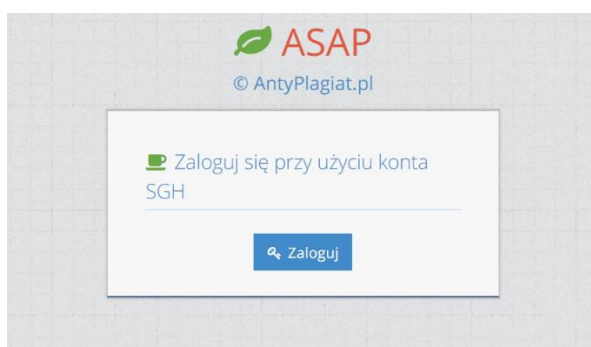 ASAP
© AntyPlagiat.pl
Zaloguj się przy użyciu konta
SGH
Zaloguj